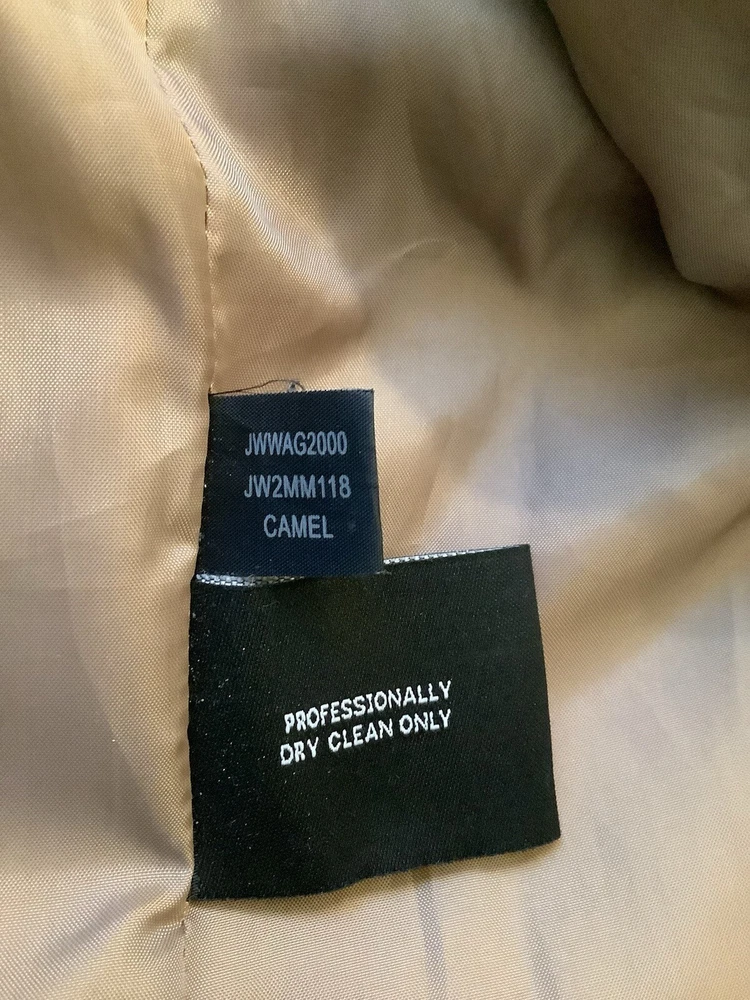 JWWAG2000
JW2MM118
CAMEL
PROFESSIONALLY
DRY CLEAN ONLY